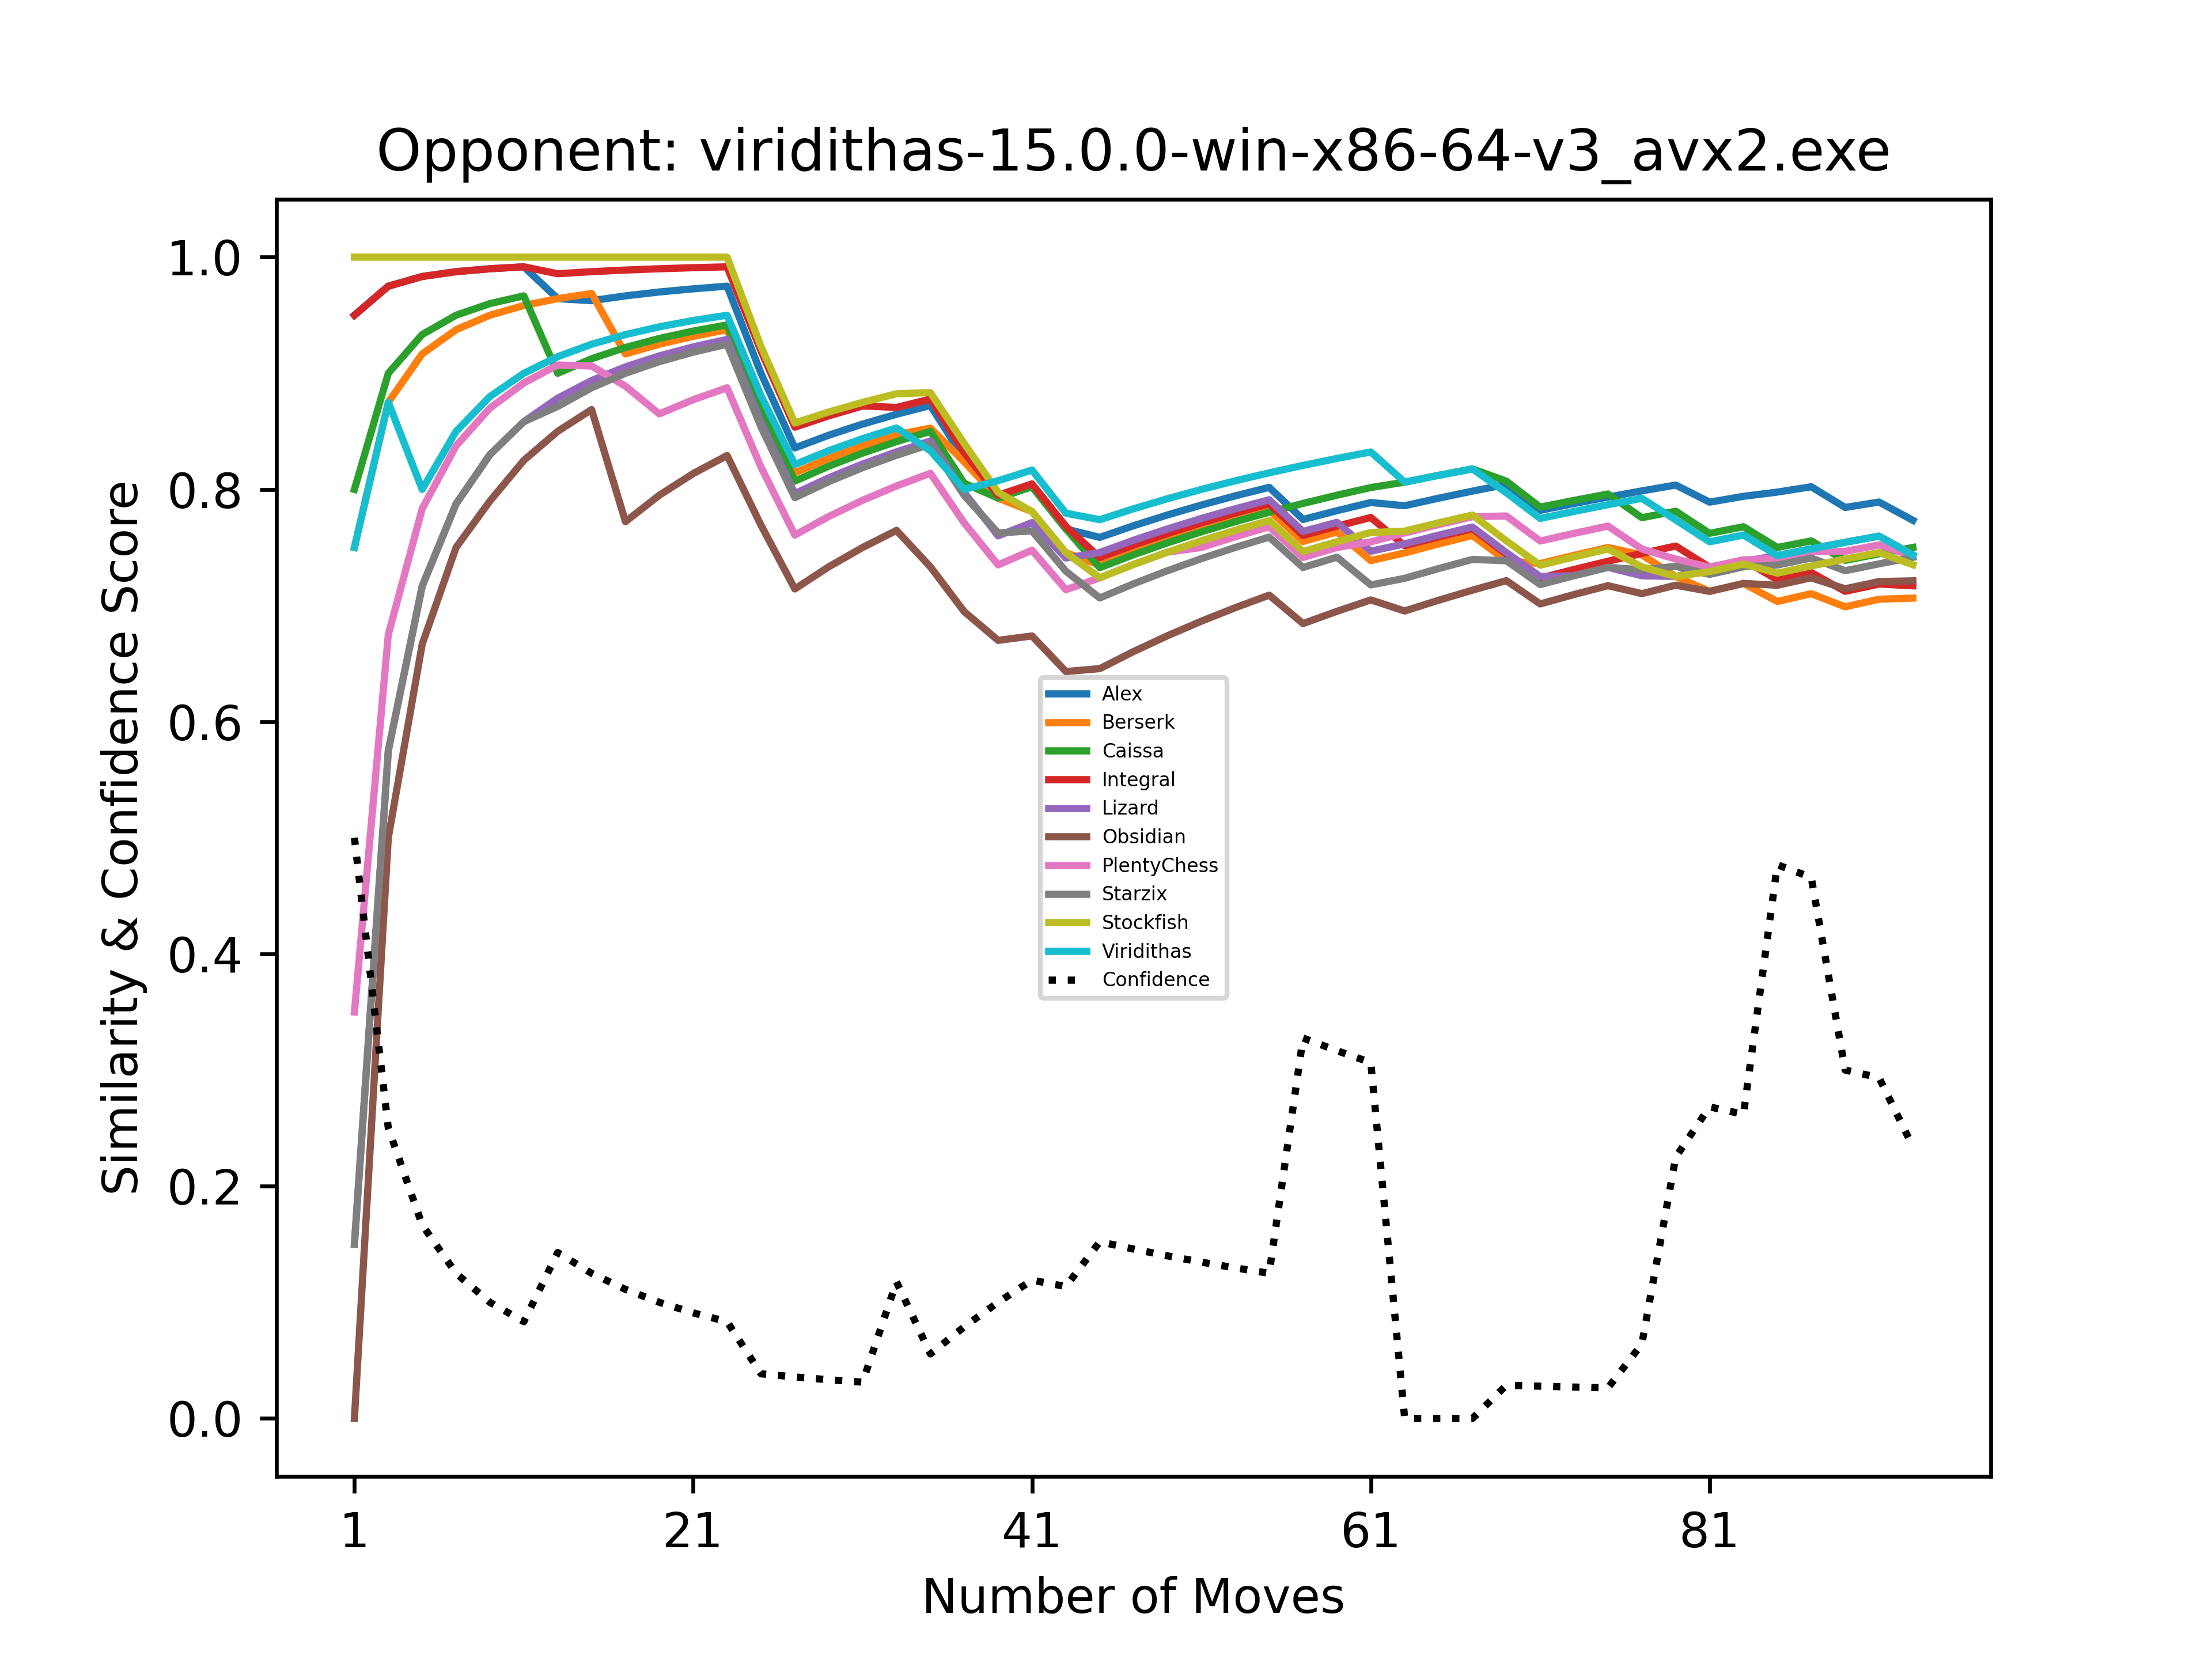 Opponent: viridithas-15.0.0-win-x86-64-v3_avx2.exe
Similarity & Confidence Score
1.0
0.8
0.6
0.4
0.2
0.0
Alex
Berserk
Caissa
Integral
Lizard
Obsidian
PlentyChess
Starzix
Stockfish
Viridithas
Confidence
1
21
41
61
81
Number of Moves